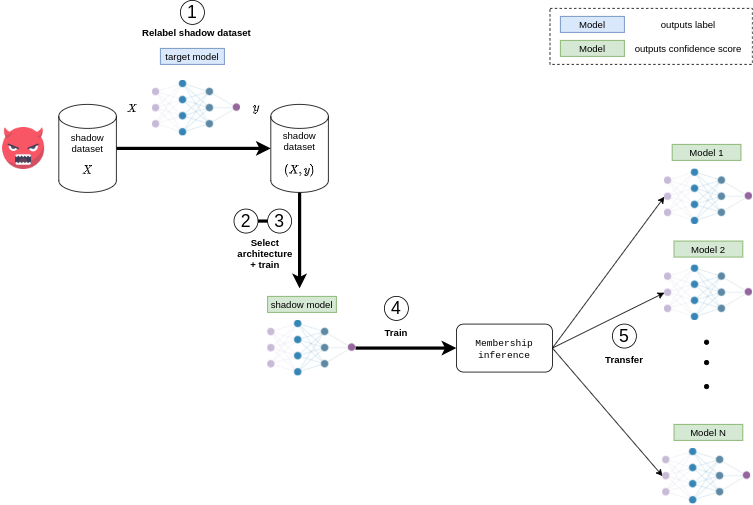 1
Relabel shadow dataset
target model
X
y
shadow
dataset
X
shadow
dataset
(X, y)
Model
outputs label
Model
outputs confidence score
2
3
Select
architecture
+ train
shadow model
4
Train
Membership
inference
5
Transfer
Model 1
Model 2
Model N